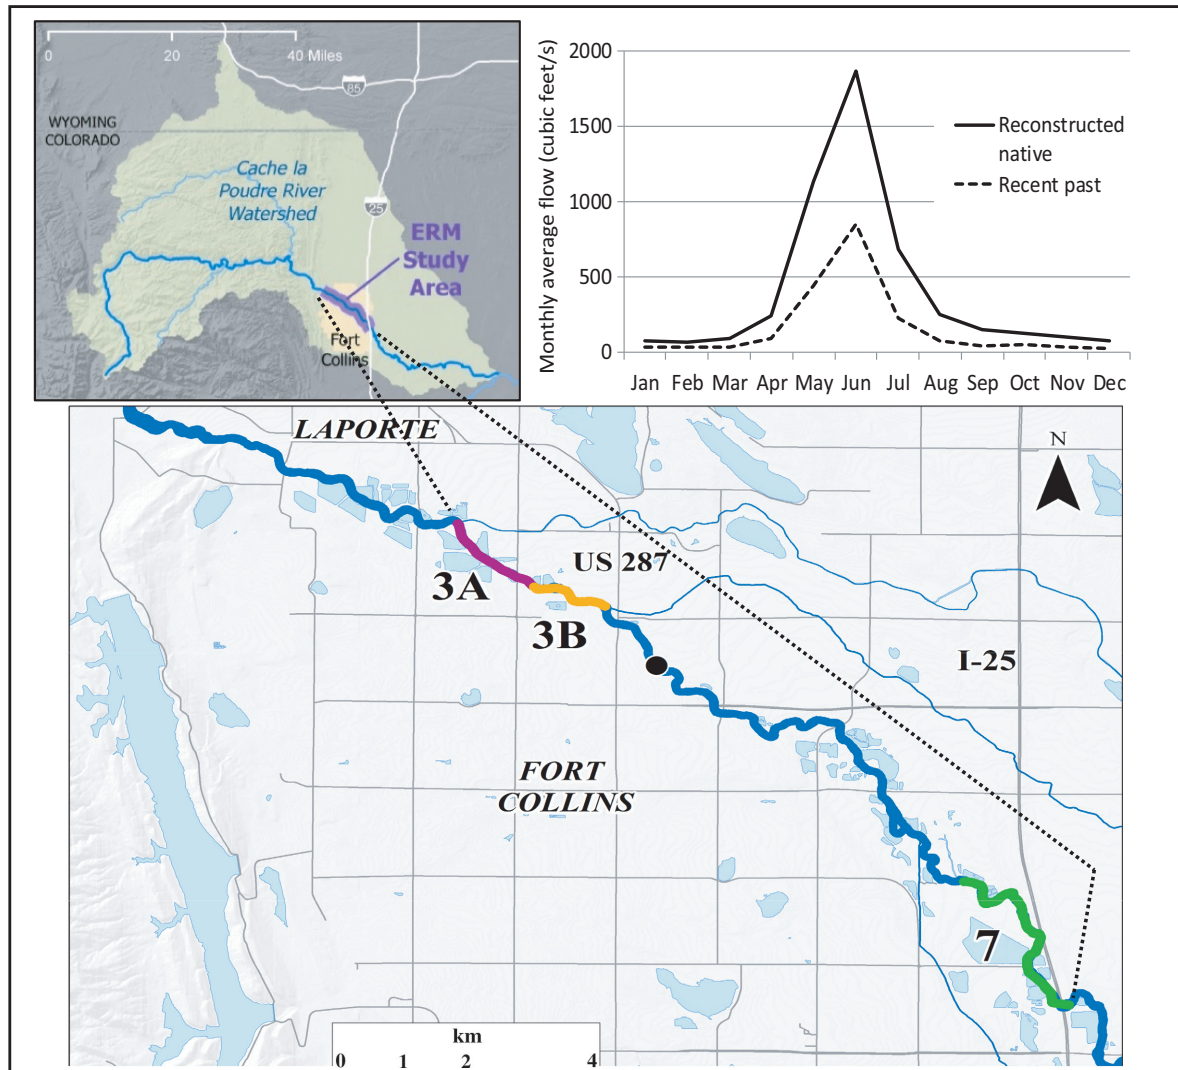 0 20 40 Miles
85
WYOMING
COLORADO
Cache la
Poudre River
Watershed
25
ERM
Study
Area
Fort
Collins
Monthly average flow (cubic feet/s)
2000
1500
1000
500
0
Jan Feb Mar Apr May Jun Jul Aug Sep Oct Nov Dec
Reconstructed
native
Recent past
LAPORTE
N
US 287
3A
3B
I-25
FORT
COLLINS
7
km
0 1 2 4